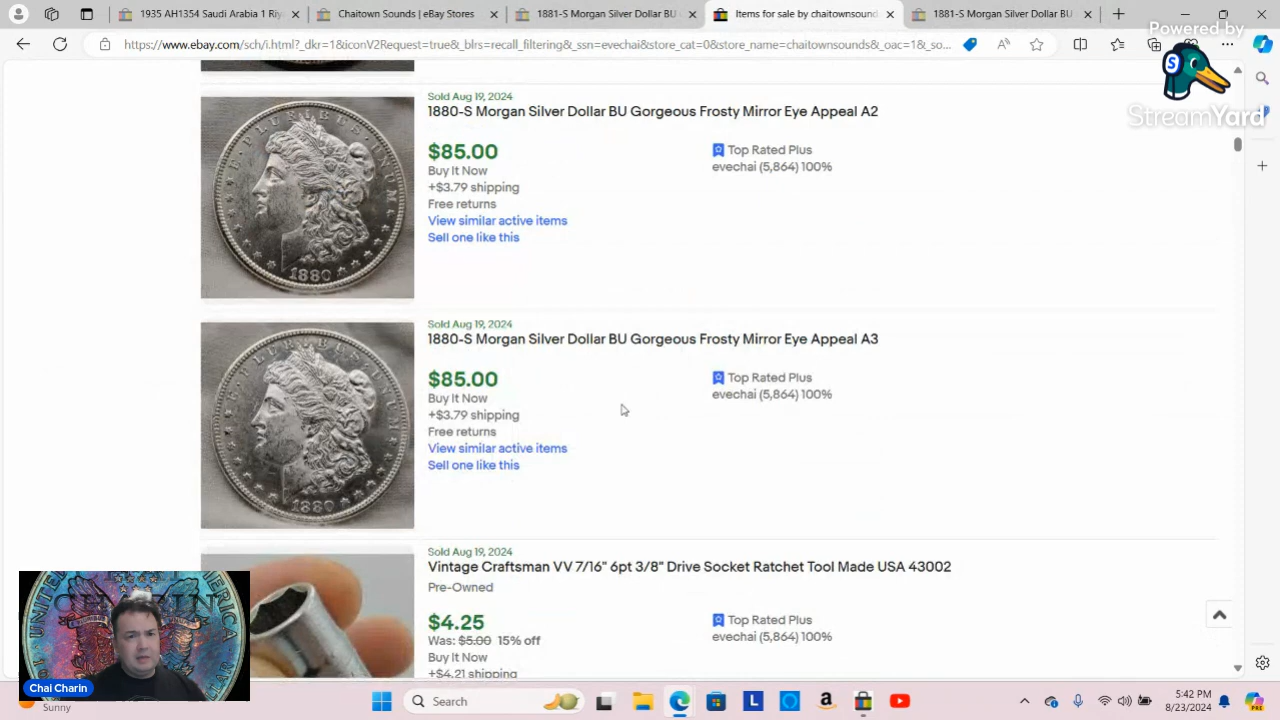 1935 AH1354 Saudi Arabia 1 Riy
Chaitown Sounds | eBay Stores
1881-S Morgan Silver Dollar BU
Items for sale by chaitownsound
1881-S Morgan Silver Dollar BU
https://www.ebay.com/sch/i.html?_dkr=1&iconV2Request=true&_blrs=recall_filtering&_ssn=evechai&store_cat=0&store_name=chaitownsounds&_oac=1&_so...
Powered by
StreamYard
Sold Aug 19, 2024
1880-S Morgan Silver Dollar BU Gorgeous Frosty Mirror Eye Appeal A2
$85.00
Top Rated Plus
Buy It Now
evechai (5,864) 100%
+$3.79 shipping
Free returns
View similar active items
Sell one like this
E·PLURIBUS·UNUM
1880
Sold Aug 19, 2024
1880-S Morgan Silver Dollar BU Gorgeous Frosty Mirror Eye Appeal A3
$85.00
Top Rated Plus
Buy It Now
evechai (5,864) 100%
+$3.79 shipping
Free returns
View similar active items
Sell one like this
E·PLURIBUS·UNUM
1880
Sold Aug 19, 2024
Vintage Craftsman VV 7/16" 6pt 3/8" Drive Socket Ratchet Tool Made USA 43002
Pre-Owned
$4.25
Top Rated Plus
Was: $5.00 15% off
evechai (5,864) 100%
Buy It Now
+$4.21 shipping
Chai Charin
Sunny
Search
5:42 PM
8/23/2024